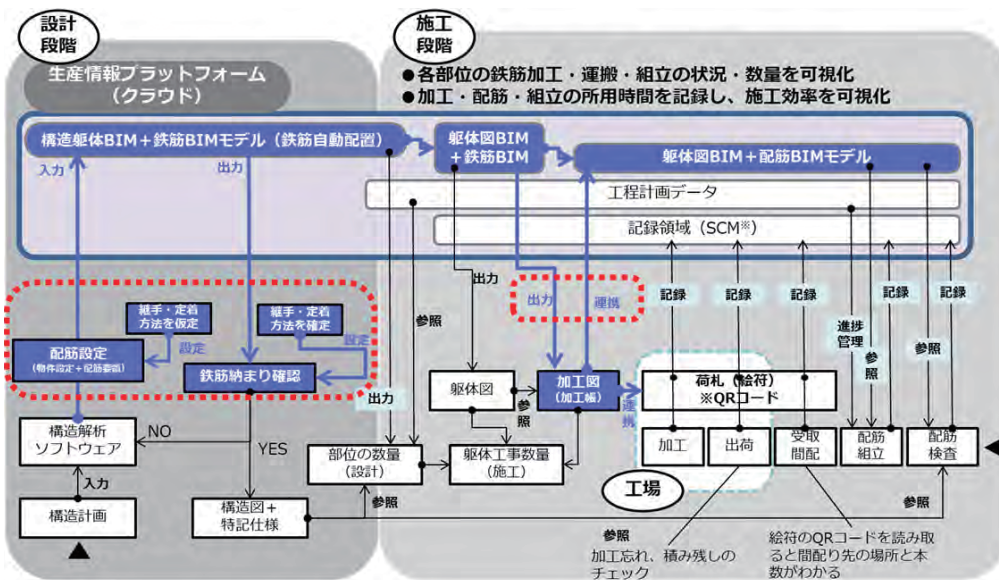 設計
段階
生産情報プラットフォーム
（クラウド）
施工
段階
●各部位の鉄筋加工・運搬・組立の状況・数量を可視化
●加工・配筋・組立の所用時間を記録し、施工効率を可視化
構造躯体BIM＋鉄筋BIMモデル（鉄筋自動配置）
躯体図BIM
＋鉄筋BIM
躯体図BIM＋配筋BIMモデル
入力
出力
工程計画データ
記録領域（SCM※）
出力
出力
連携
記録
記録
記録
記録
記録
参照
進捗
管理
参
照
参照
継手・定着
方法を仮定
継手・定着
方法を確定
設定
設定
配筋設定
（物件設定＋配筋要領）
鉄筋納まり確認
出力
躯体図
参
照
加工図
（加工帳）
連
携
荷札（絵符）
※QRコード
構造解析
ソフトウェア
NO
YES
部位の数量
（設計）
躯体工事数量
（施工）
加工
出荷
受取
間配
配筋
組立
配筋
検査
入力
工場
構造計画
構造図＋
特記仕様
参照
参照
参照
加工忘れ、積み残しの
チェック
絵符のQRコードを読み取
ると間配り先の場所と本
数がわかる